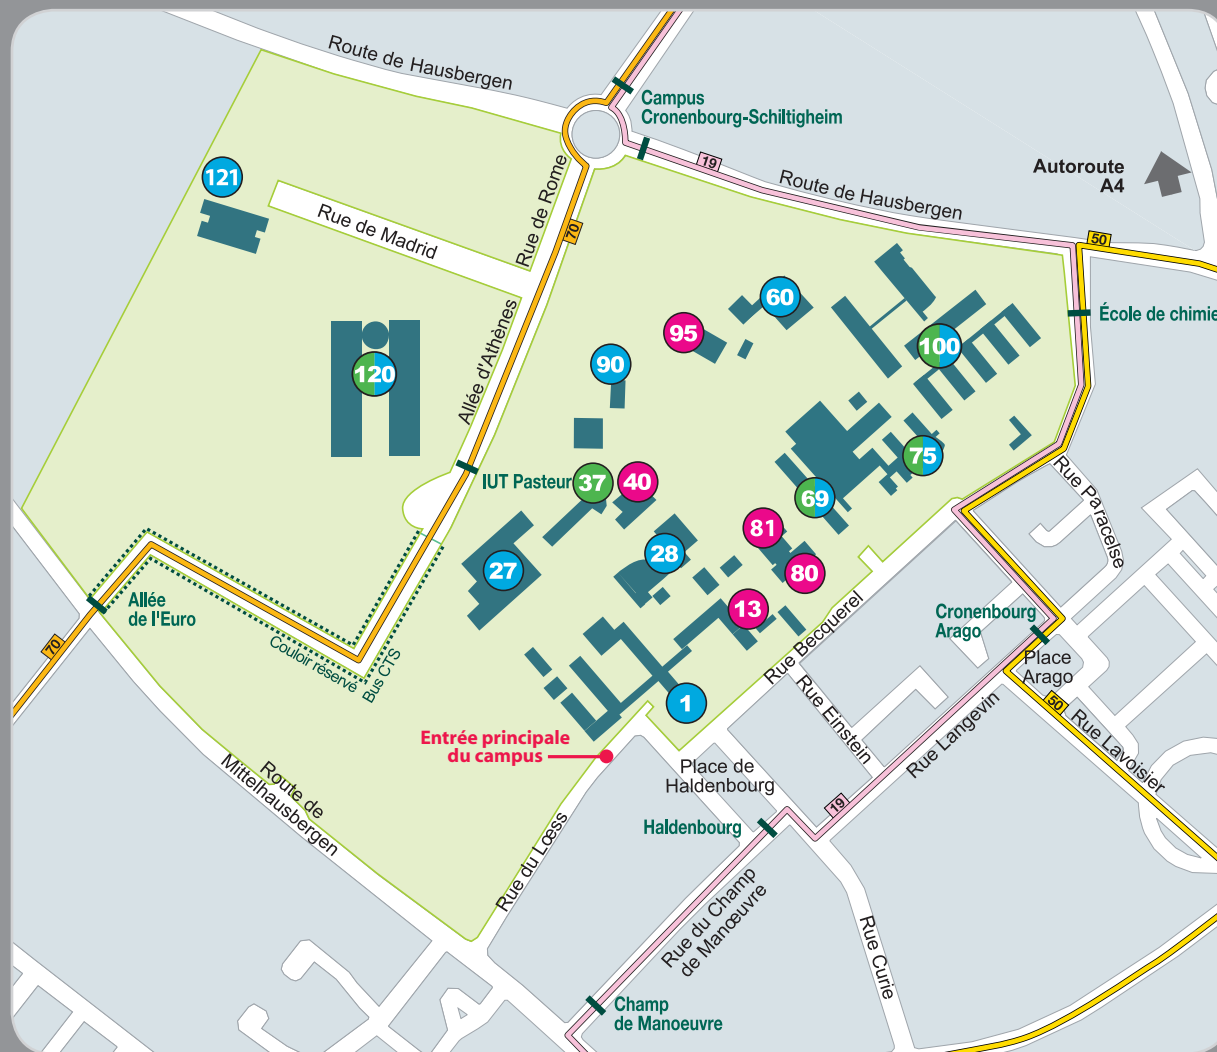 Route de Hausbergen
Campus
Cronenbourg-Schiltigheim
19
Route de Hausbergen
Autoroute
A4
121
Rue de Madrid
Rue de Rome
70
50
École de chimie
60
95
100
90
120
Allée d'Athènes
75
IUT Pasteur
37
40
69
81
28
27
80
13
Rue Paracelse
Allée
de l'Euro
70
Couloir réservé
Bus CTS
Rue Becquerel
Cronenbourg
Arago
Place
Arago
1
Rue Einstein
50
Rue Langevin
Rue Lavoisier
Entrée principale
du campus
Place de
Haldenbourg
Route de
Mittelhausbergen
19
Haldenbourg
Rue du Lœss
Rue du Champ
de Manœuvre
Rue Curie
Champ
de Manoeuvre